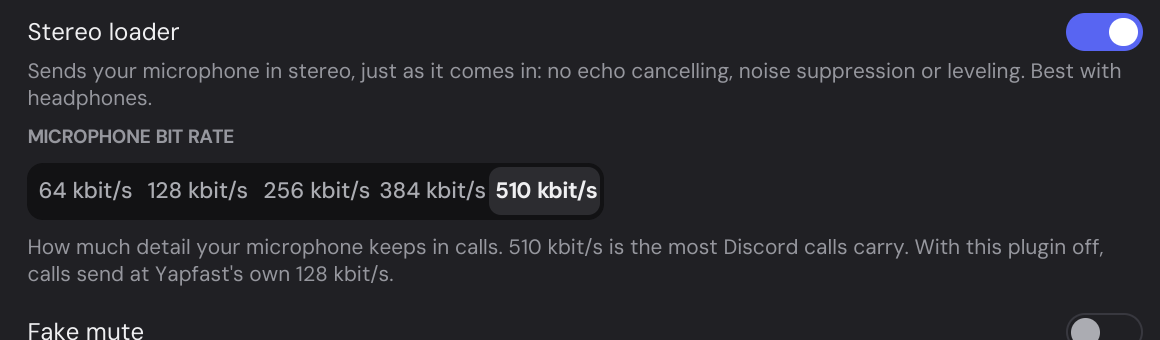 Stereo loader
Sends your microphone in stereo, just as it comes in: no echo cancelling, noise suppression or leveling. Best with
headphones.
MICROPHONE BIT RATE
64 kbit/s 128 kbit/s 256 kbit/s 384 kbit/s 510 kbit/s
How much detail your microphone keeps in calls. 510 kbit/s is the most Discord calls carry. With this plugin off,
calls send at Yapfast's own 128 kbit/s.
Fake mute